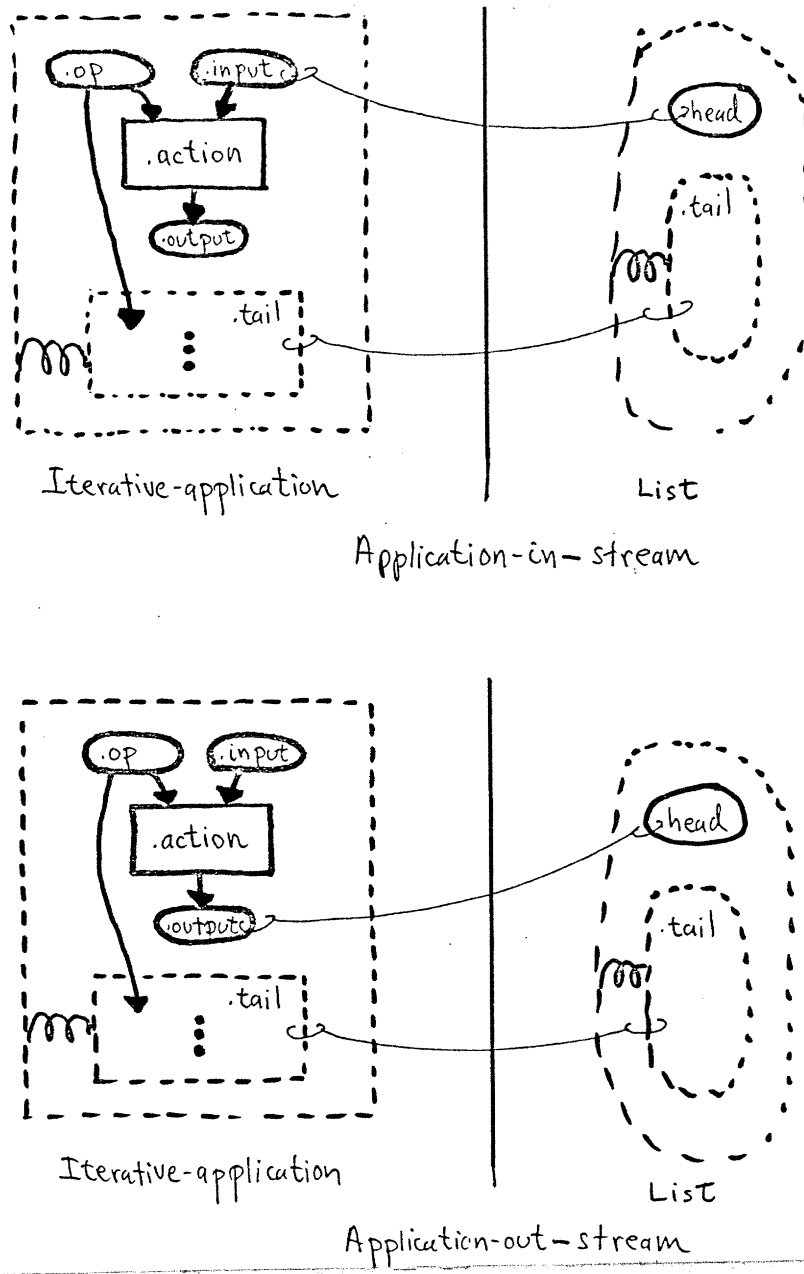 .op
.input
.action
.output
.tail
Iterative-application
>head
.tail
List
Application-in-stream
.op
.input
.action
.output
.tail
Iterative-application
>head
.tail
List
Application-out-stream